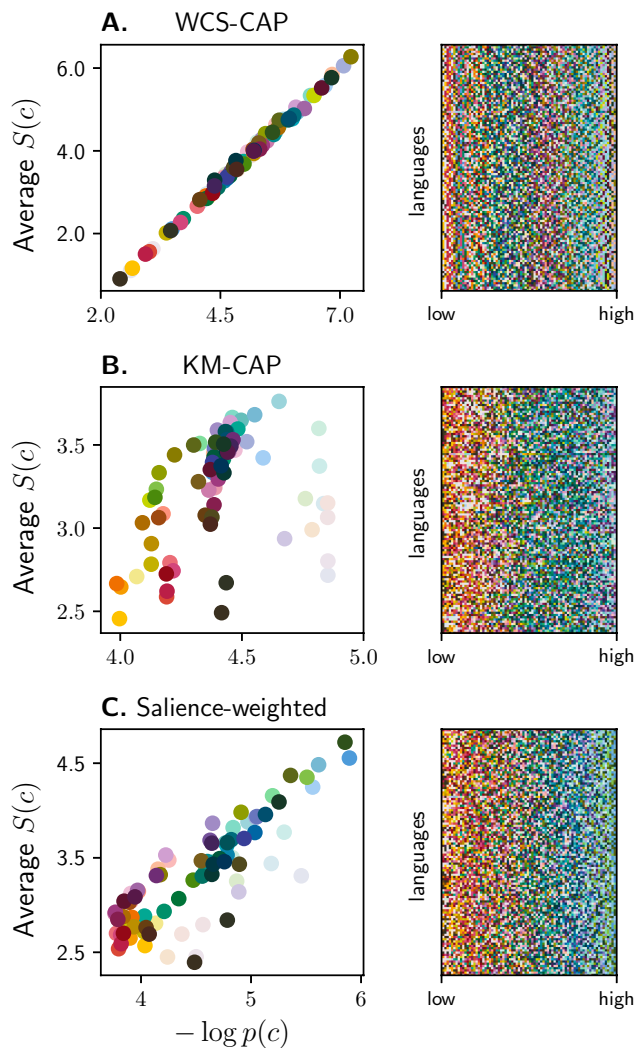 A. WCS-CAP
Average S(c)
6.0
4.0
2.0
2.0 4.5 7.0
languages
low high
B. KM-CAP
Average S(c)
3.5
3.0
2.5
4.0 4.5 5.0
languages
low high
C. Salience-weighted
Average S(c)
4.5
3.5
2.5
4 5 6
− log p(c)
languages
low high